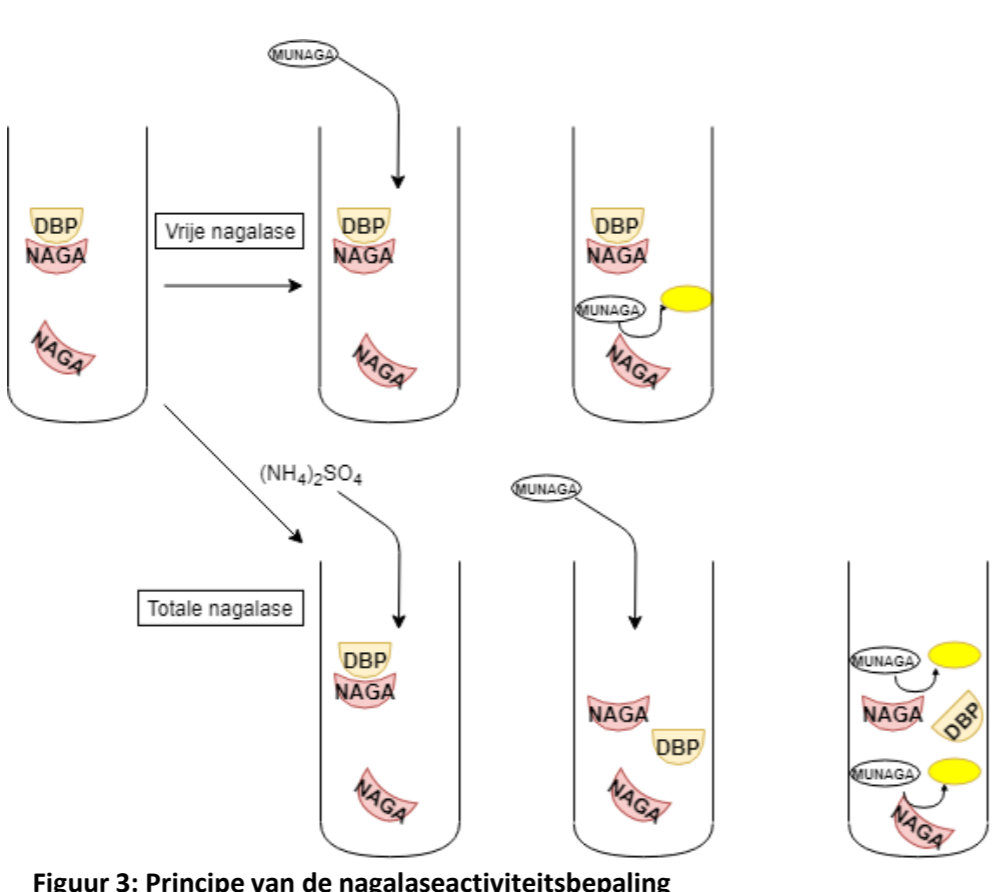 MUNAGA
DBP
NAGA
NAGA
Vrije nagalase
DBP
NAGA
NAGA
DBP
NAGA
MUNAGA
NAGA
(NH4)2SO4
MUNAGA
Totale nagalase
DBP
NAGA
NAGA
NAGA
DBP
NAGA
MUNAGA
NAGA
DBP
MUNAGA
NAGA
Figuur 3: Principe van de nagalaseactiviteitsbepaling